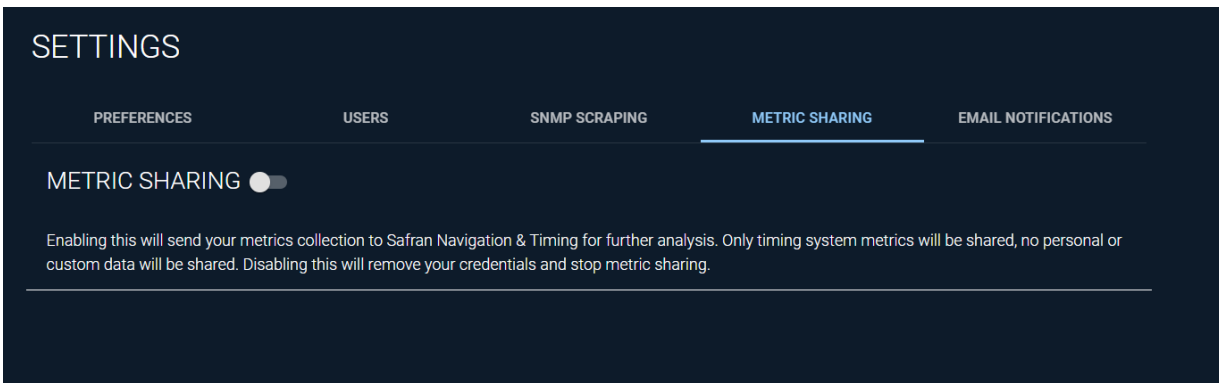 SETTINGS
PREFERENCES
USERS
SNMP SCRAPING
METRIC SHARING
EMAIL NOTIFICATIONS
METRIC SHARING
Enabling this will send your metrics collection to Safran Navigation & Timing for further analysis. Only timing system metrics will be shared, no personal or
custom data will be shared. Disabling this will remove your credentials and stop metric sharing.